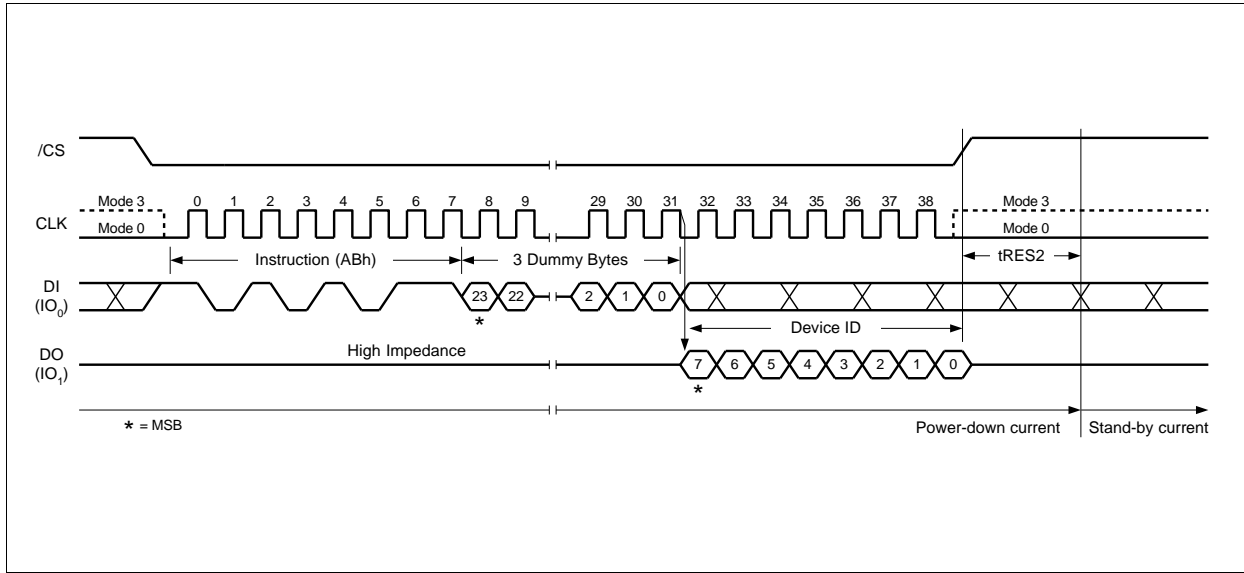 /CS
Mode 3 0 1 2 3 4 5 6 7 8 9 29 30 31 32 33 34 35 36 37 38 Mode 3
CLK
Mode 0 Mode 0
Instruction (ABh) 3 Dummy Bytes tRES2
DI
(IO0) 23 22 2 1 0
*
Device ID
High Impedance
DO
(IO1) 7 6 5 4 3 2 1 0
*
* = MSB
Power-down current Stand-by current